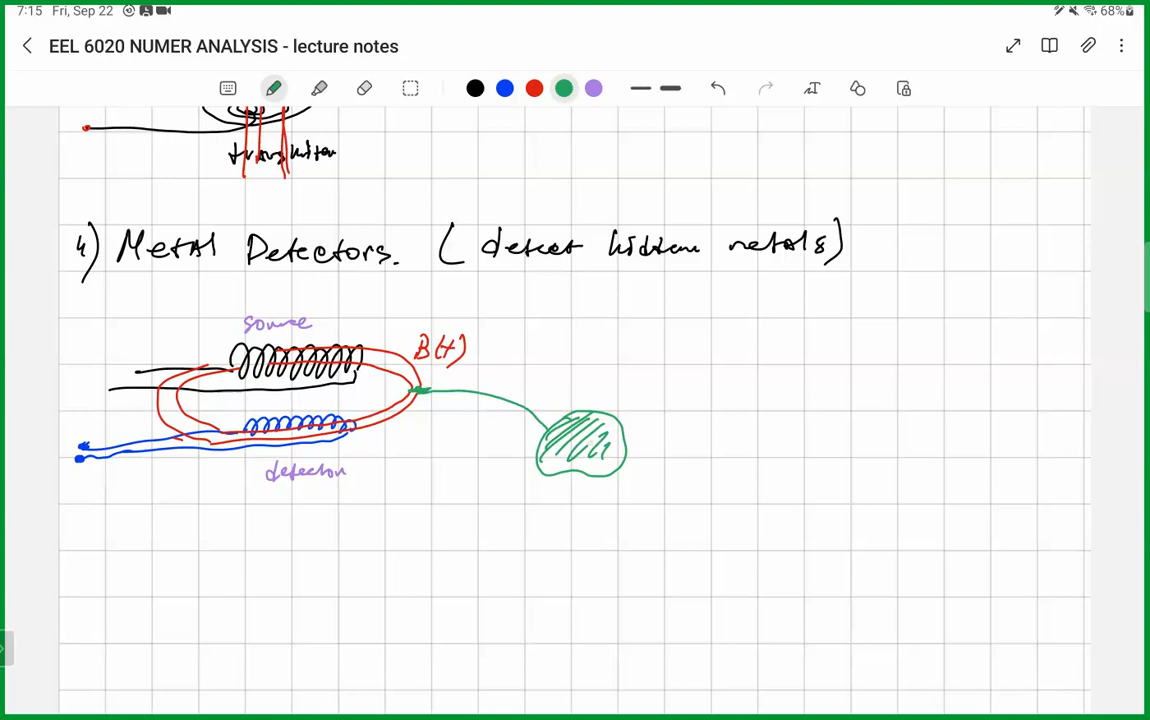 7:15 Fri, Sep 22
68%
EEL 6020 NUMER ANALYSIS - lecture notes
transmitter
4) Metal Detectors. (detect hidden metals)
source
B(t)
detector